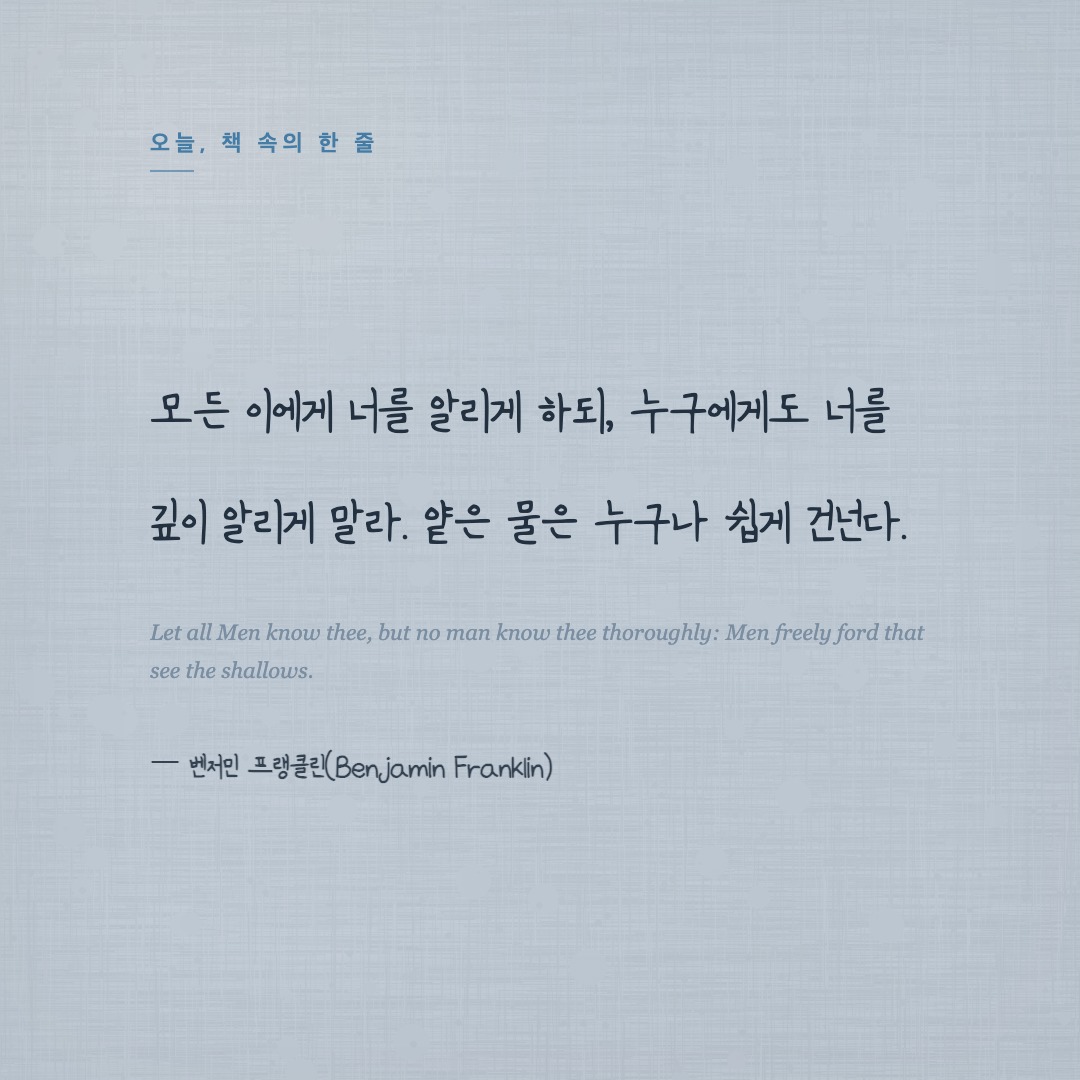 오늘, 책 속의 한 줄
모든 이에게 너를 알리게 하되, 누구에게도 너를
깊이 알리게 말라. 얕은 물은 누구나 쉽게 건넌다.
Let all Men know thee, but no man know thee thoroughly: Men freely ford that
see the shallows.
— 벤저민 프랭클린(Benjamin Franklin)